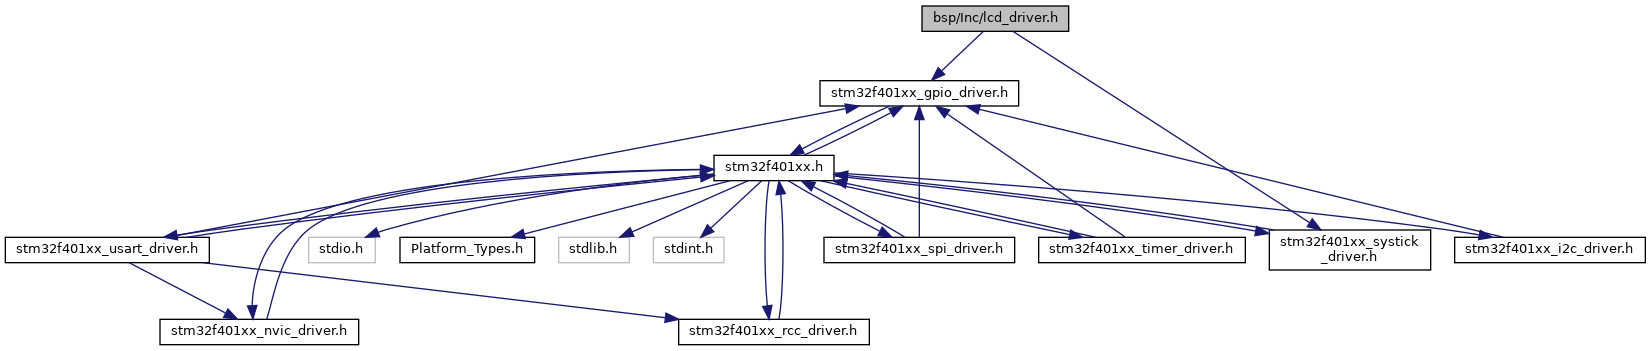 bsp/Inc/lcd_driver.h
stm32f401xx_gpio_driver.h
stm32f401xx.h
stm32f401xx_usart_driver.h
stdio.h
Platform_Types.h
stdlib.h
stdint.h
stm32f401xx_spi_driver.h
stm32f401xx_timer_driver.h
stm32f401xx_systick
_driver.h
stm32f401xx_i2c_driver.h
stm32f401xx_nvic_driver.h
stm32f401xx_rcc_driver.h